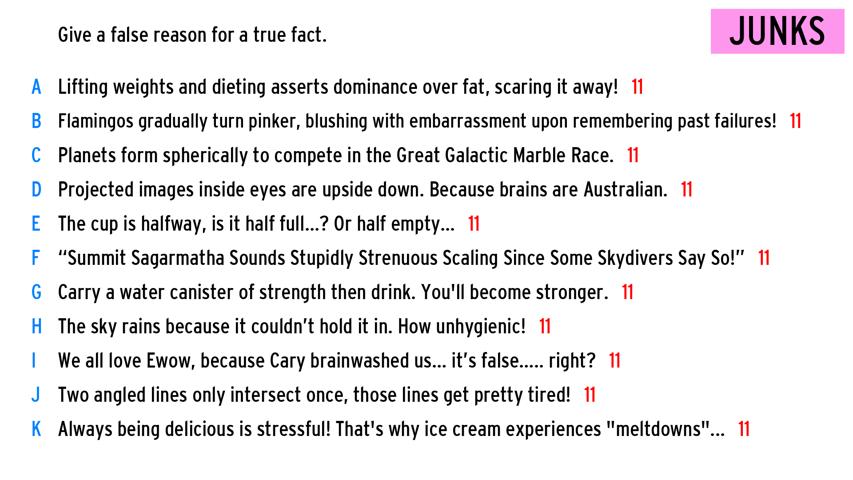 Give a false reason for a true fact.
JUNKS
A Lifting weights and dieting asserts dominance over fat, scaring it away! 11
B Flamingos gradually turn pinker, blushing with embarrassment upon remembering past failures! 11
C Planets form spherically to compete in the Great Galactic Marble Race. 11
D Projected images inside eyes are upside down. Because brains are Australian. 11
E The cup is halfway, is it half full...? Or half empty... 11
F “Summit Sagarmatha Sounds Stupidly Strenuous Scaling Since Some Skydivers Say So!” 11
G Carry a water canister of strength then drink. You'll become stronger. 11
H The sky rains because it couldn’t hold it in. How unhygienic! 11
I We all love Ewow, because Cary brainwashed us... it’s false..... right? 11
J Two angled lines only intersect once, those lines get pretty tired! 11
K Always being delicious is stressful! That's why ice cream experiences "meltdowns"... 11